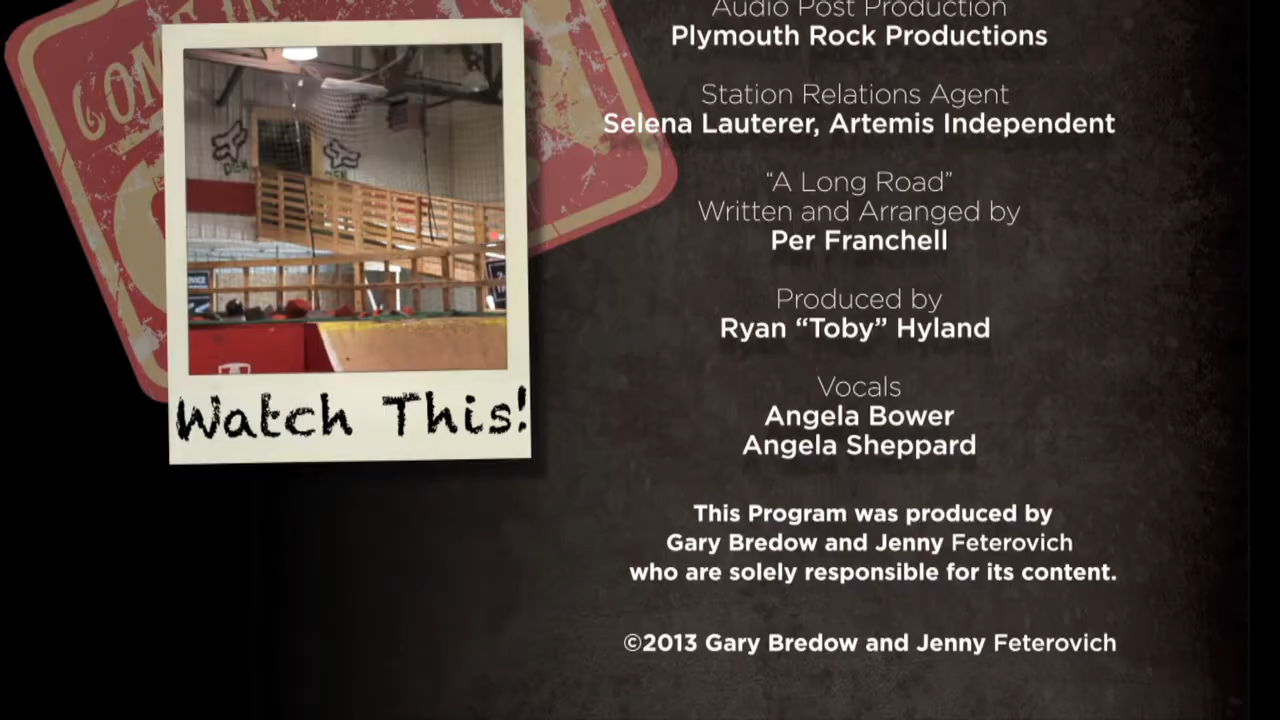 COME IN
Watch This!
Audio Post Production
Plymouth Rock Productions
Station Relations Agent
Selena Lauterer, Artemis Independent
“A Long Road”
Written and Arranged by
Per Franchell
Produced by
Ryan “Toby” Hyland
Vocals
Angela Bower
Angela Sheppard
This Program was produced by
Gary Bredow and Jenny Feterovich
who are solely responsible for its content.
©2013 Gary Bredow and Jenny Feterovich